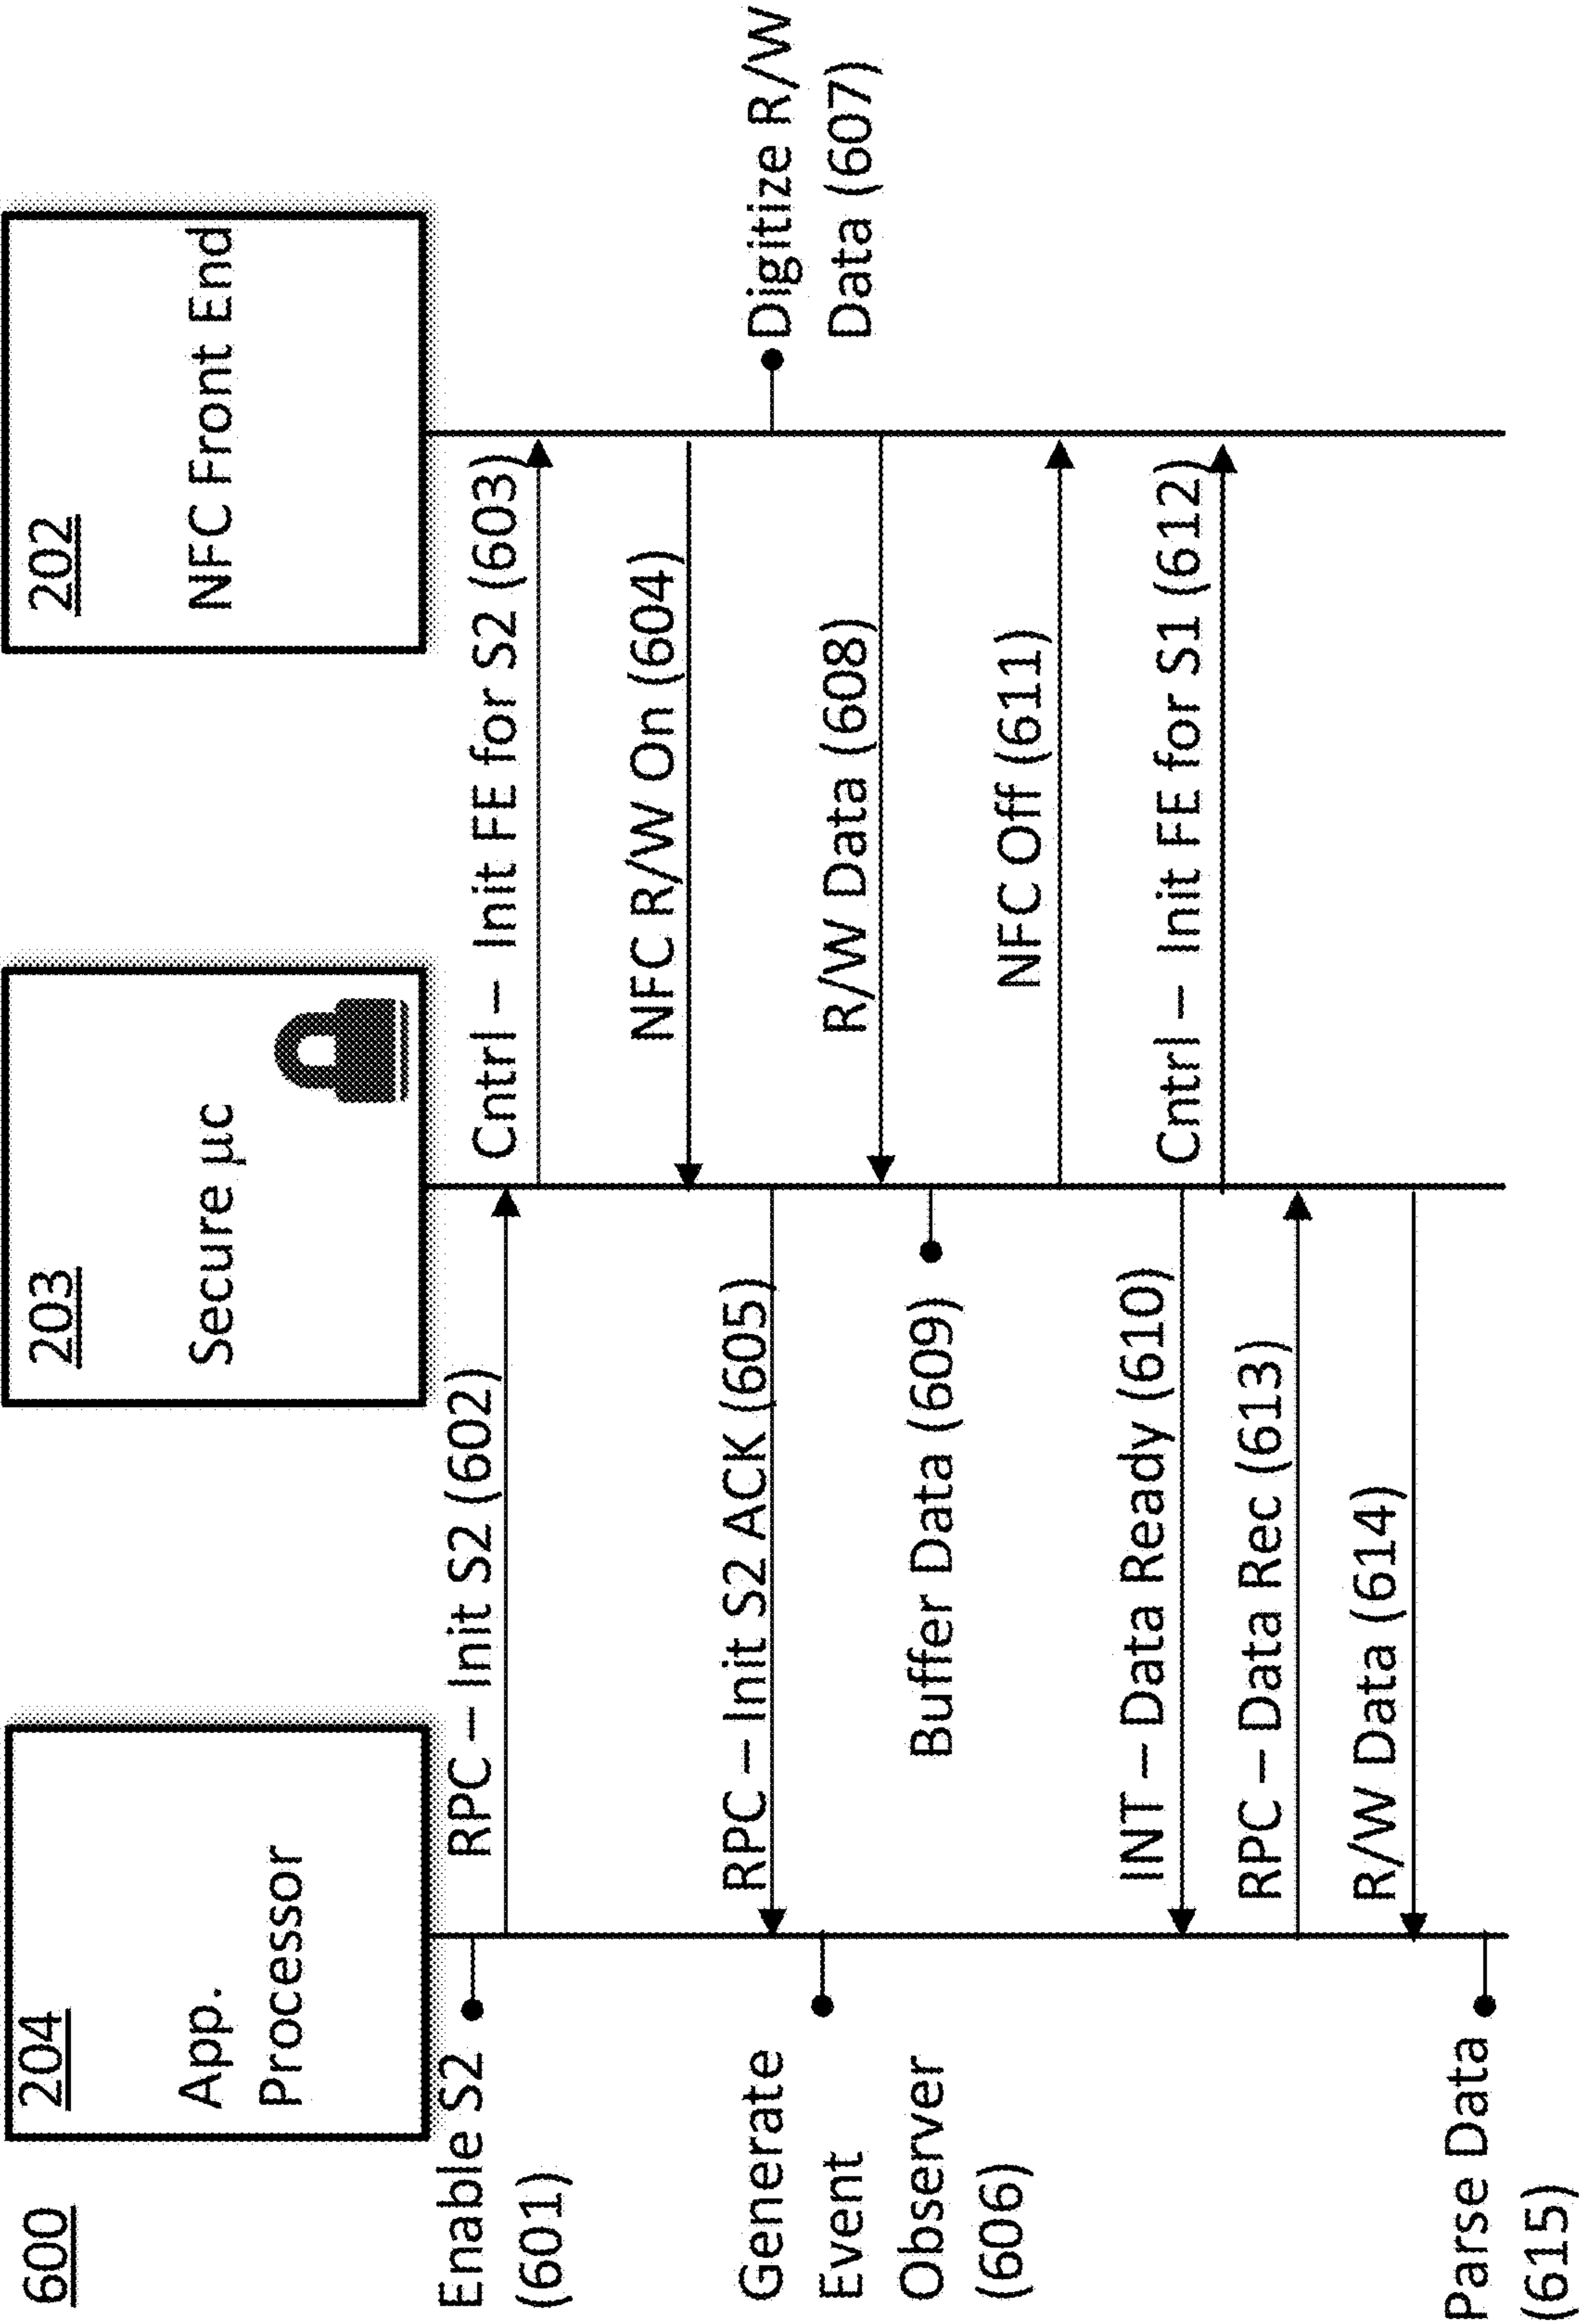 600
204
App.
Processor
203
Secure µc
202
NFC Front End
Enable S2
(601)
RPC – Init S2 (602)
Cntrl – Init FE for S2 (603)
NFC R/W On (604)
RPC – Init S2 ACK (605)
Generate
Event
Observer
(606)
Digitize R/W
Data (607)
R/W Data (608)
Buffer Data (609)
NFC Off (611)
INT – Data Ready (610)
Cntrl – Init FE for S1 (612)
RPC – Data Rec (613)
R/W Data (614)
Parse Data
(615)